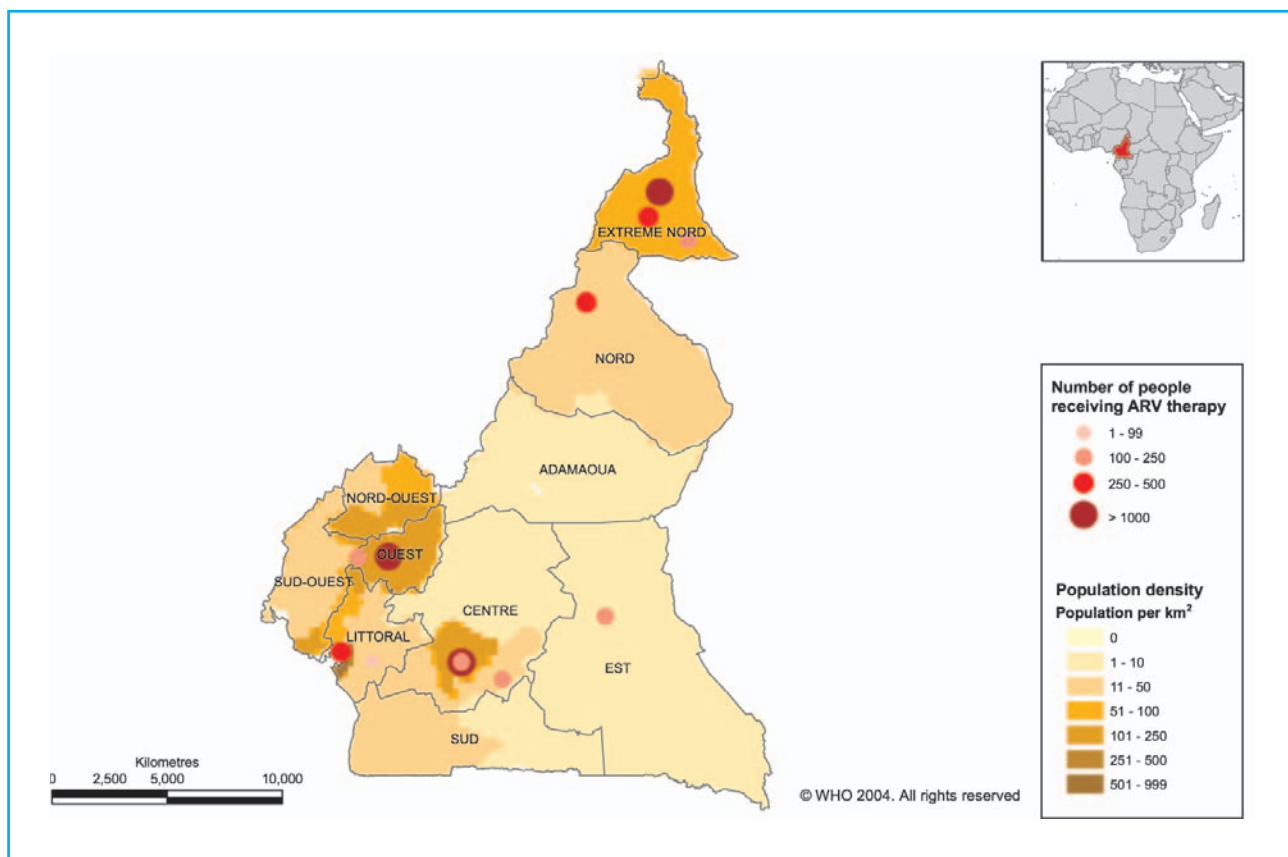 EXTREME NORD
NORD
ADAMAOUA
NORD-OUEST
OUEST
SUD-OUEST
CENTRE
LITTORAL
EST
SUD
Kilometres
0 2,500 5,000 10,000
© WHO 2004. All rights reserved
Number of people
receiving ARV therapy
1 - 99
100 - 250
250 - 500
> 1000
Population density
Population per km²
0
1 - 10
11 - 50
51 - 100
101 - 250
251 - 500
501 - 999